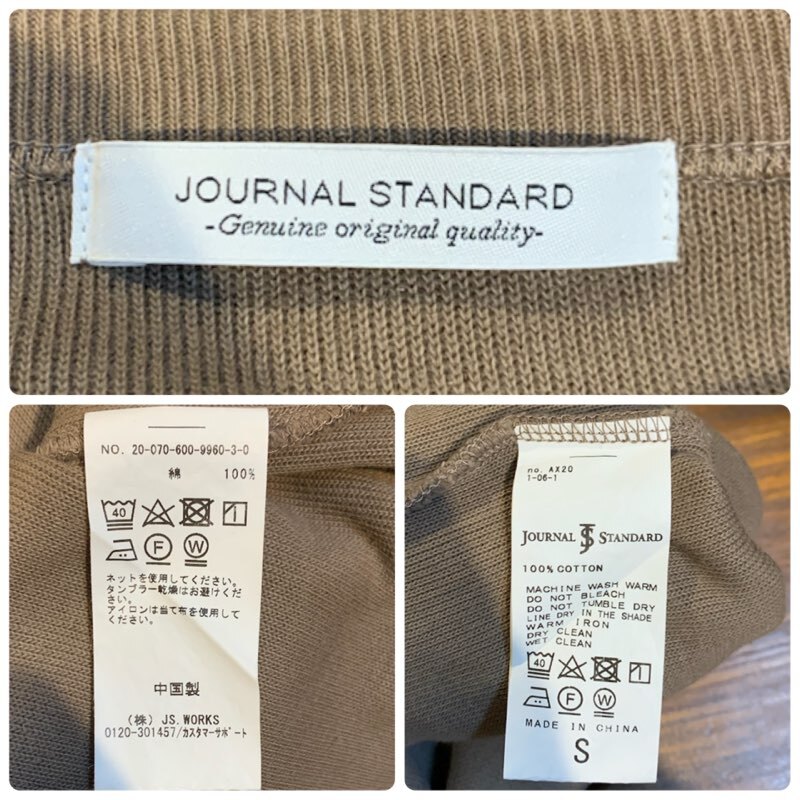 JOURNAL STANDARD
-Genuine original quality-
NO. 20-070-600-9960-3-0
綿 100%
40
F W
ネットを使用してください。
タンブラー乾燥はお避けくださ
い。
アイロンは当て布を使用してく
ださい。
中国製
(株) JS.WORKS
0120-301457/カスタマーサポート
no. AX20
1-06-1
JOURNAL JS STANDARD
100% COTTON
MACHINE WASH WARM
DO NOT BLEACH
DO NOT TUMBLE DRY
LINE DRY IN THE SHADE
WARM IRON
DRY CLEAN
WET CLEAN
40
F W
MADE IN CHINA
S